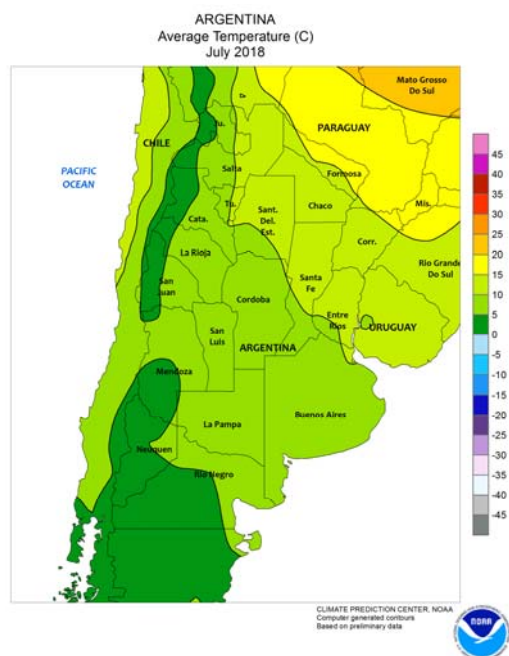 ARGENTINA
Average Temperature (C)
July 2018
Mato Grosso
Do Sul
PARAGUAY
CHILE
Tu.
PACIFIC
OCEAN
Salta
Formosa
Tu.
Chaco
Mis.
Cata.
Sant.
Del.
Est.
Corr.
La Rioja
Rio Grande
Do Sul
San
Juan
Santa
Fe
Cordoba
Entre
Rios
URUGUAY
San
Luis
ARGENTINA
Mendoza
La Pampa
Buenos Aires
Neuquen
Rio Negro
45
40
35
30
25
20
15
10
5
0
-5
-10
-15
-20
-25
-30
-35
-40
-45
CLIMATE PREDICTION CENTER, NOAA
Computer generated contours
Based on preliminary data
NOAA